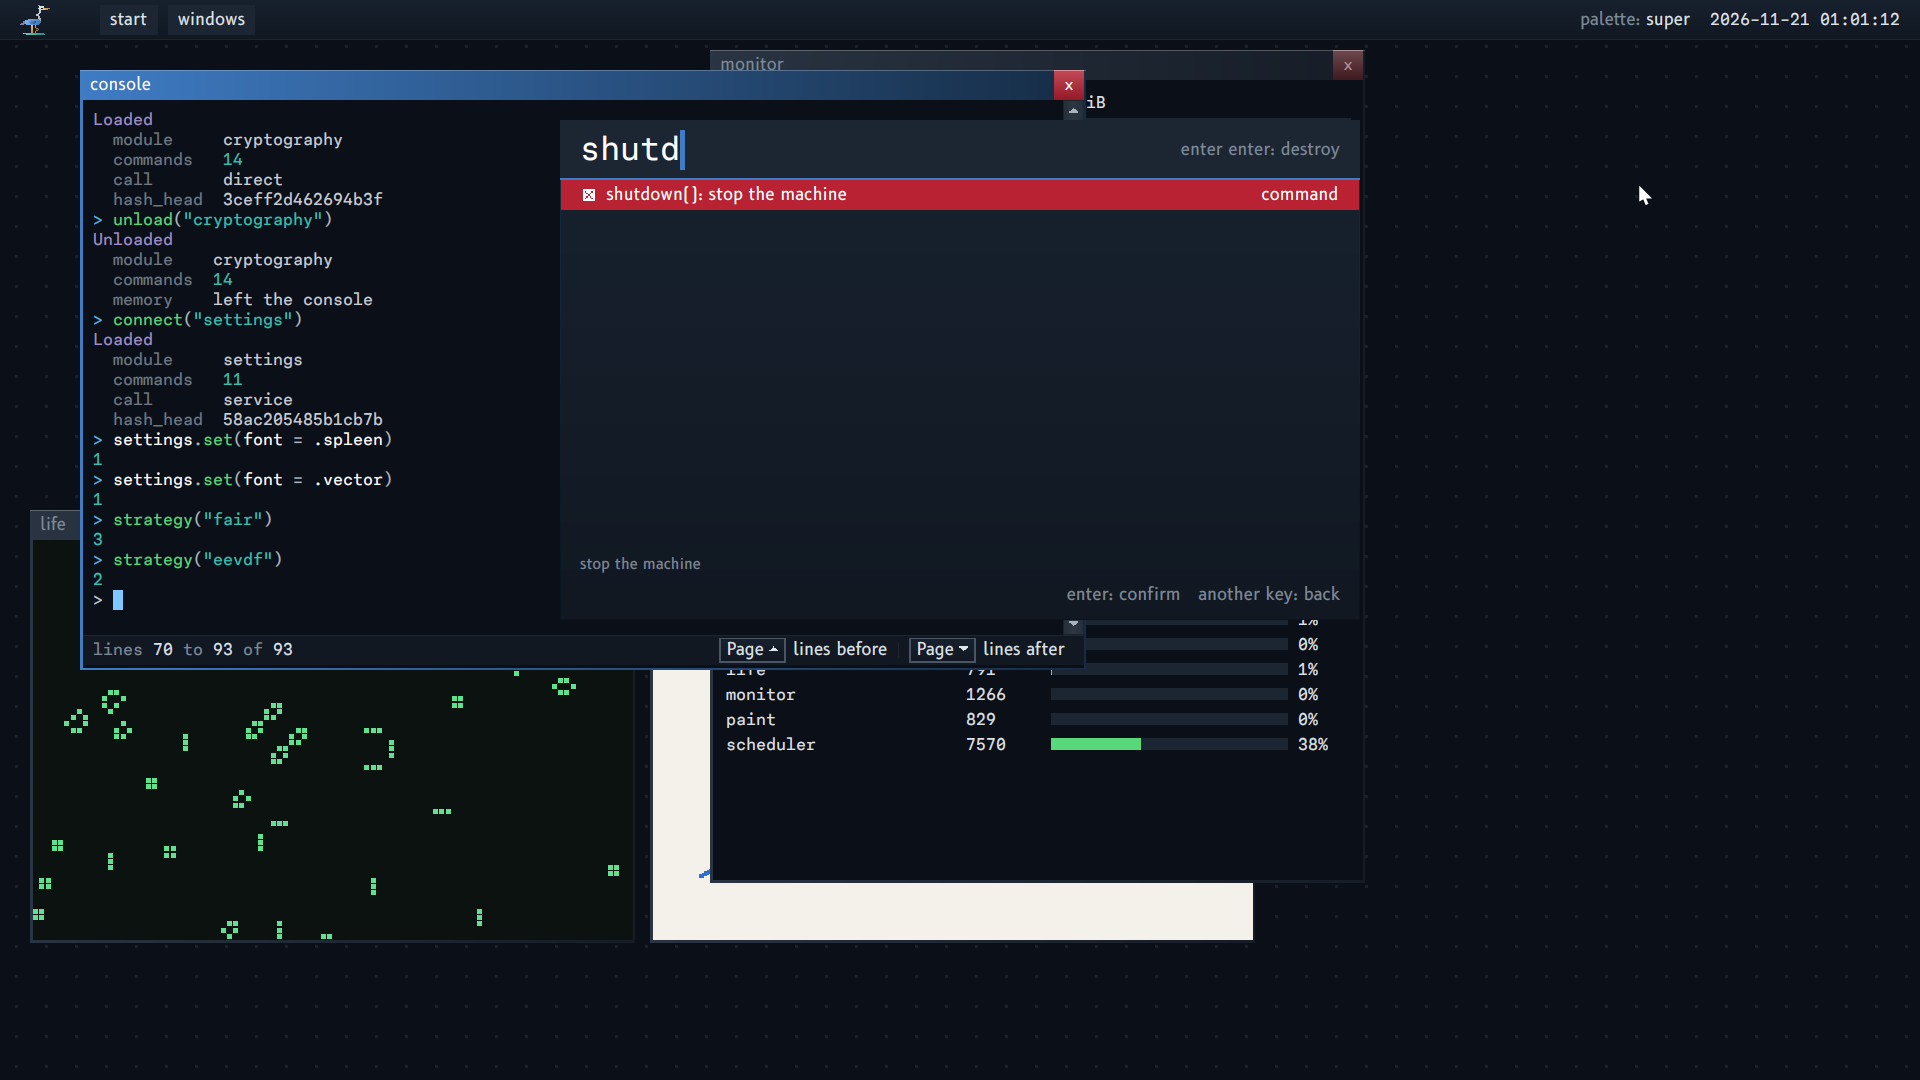 start windows palette: super 2026-11-21 01:01:12
monitor x
console x
iB
Loaded
module cryptography
commands 14
call direct
hash_head 3ceff2d462694b3f
> unload("cryptography")
Unloaded
module cryptography
commands 14
memory left the console
> connect("settings")
Loaded
module settings
commands 11
call service
hash_head 58ac205485b1cb7b
> settings.set(font = .spleen)
1
> settings.set(font = .vector)
1
> strategy("fair")
3
> strategy("eevdf")
2
>
lines 70 to 93 of 93 Page lines before Page lines after
shutd enter enter: destroy
shutdown(): stop the machine command
stop the machine
enter: confirm another key: back
life
1%
0%
life 791 1%
monitor 1266 0%
paint 829 0%
scheduler 7570 38%